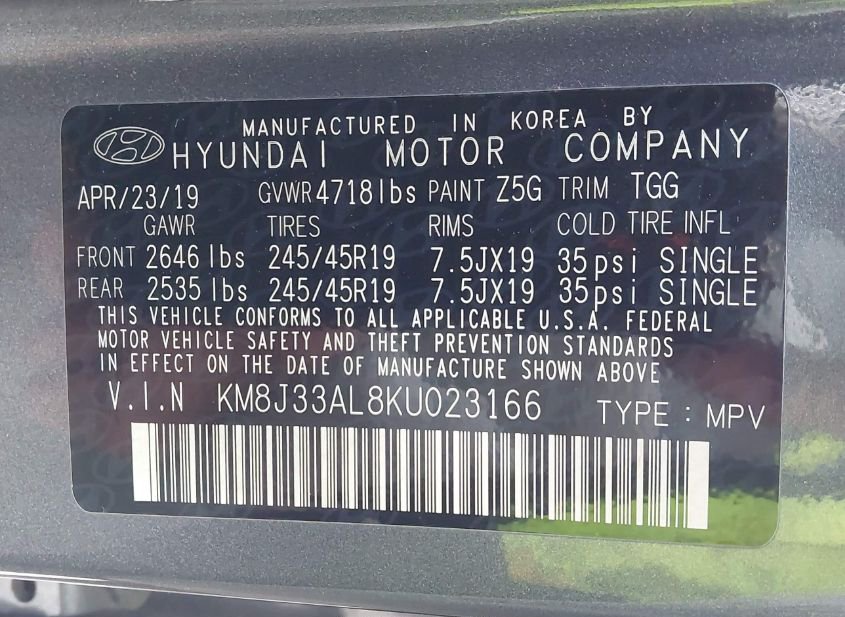 MANUFACTURED IN KOREA BY
HYUNDAI MOTOR COMPANY
APR/23/19 GVWR 4718lbs PAINT Z5G TRIM TGG
GAWR TIRES RIMS COLD TIRE INFL
FRONT 2646 lbs 245/45R19 7.5JX19 35psi SINGLE
REAR 2535 lbs 245/45R19 7.5JX19 35psi SINGLE
THIS VEHICLE CONFORMS TO ALL APPLICABLE U.S.A. FEDERAL
MOTOR VEHICLE SAFETY AND THEFT PREVENTION STANDARDS
IN EFFECT ON THE DATE OF MANUFACTURE SHOWN ABOVE
V.I.N KM8J33AL8KU023166 TYPE : MPV